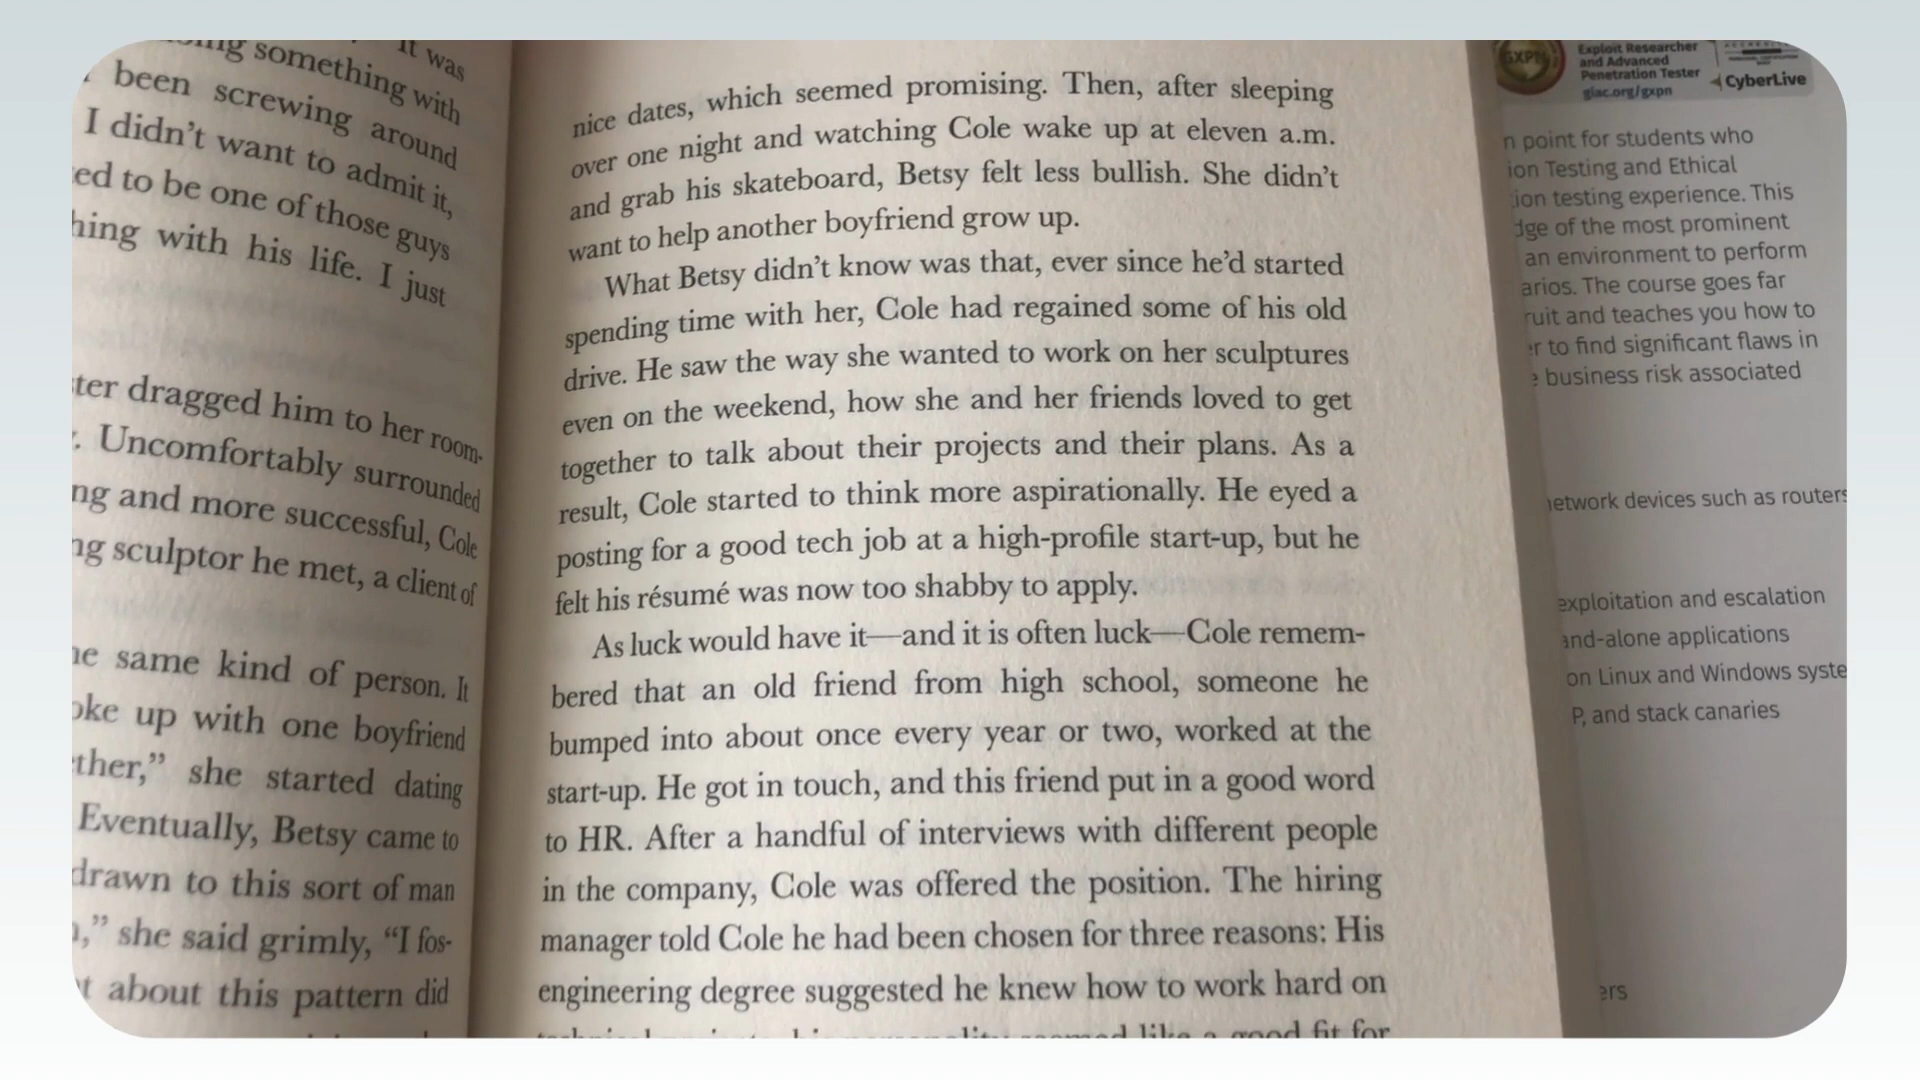 It was
something with
been screwing around
I didn't want to admit it,
ed to be one of those guys
hing with his life. I just
ter dragged him to her room-
Uncomfortably surrounded
ng and more successful, Cole
ng sculptor he met, a client of
same kind of person. It
up with one boyfriend
ther,” she started dating
Eventually, Betsy came to
drawn to this sort of man
,” she said grimly, “I fos-
about this pattern did
nice dates, which seemed promising. Then, after sleeping
over one night and watching Cole wake up at eleven a.m.
and grab his skateboard, Betsy felt less bullish. She didn't
want to help another boyfriend grow up.
What Betsy didn't know was that, ever since he'd started
spending time with her, Cole had regained some of his old
drive. He saw the way she wanted to work on her sculptures
even on the weekend, how she and her friends loved to get
together to talk about their projects and their plans. As a
result, Cole started to think more aspirationally. He eyed a
posting for a good tech job at a high-profile start-up, but he
felt his résumé was now too shabby to apply.
As luck would have it—and it is often luck—Cole remem-
bered that an old friend from high school, someone he
bumped into about once every year or two, worked at the
start-up. He got in touch, and this friend put in a good word
to HR. After a handful of interviews with different people
in the company, Cole was offered the position. The hiring
manager told Cole he had been chosen for three reasons: His
engineering degree suggested he knew how to work hard on
seemed like a good fit for
GXPN
Exploit Researcher
and Advanced
Penetration Tester
giac.org/gxpn
CyberLive
n point for students who
ion Testing and Ethical
ion testing experience. This
dge of the most prominent
an environment to perform
arios. The course goes far
ruit and teaches you how to
er to find significant flaws in
business risk associated
network devices such as routers
exploitation and escalation
and-alone applications
on Linux and Windows syste
P, and stack canaries
ers